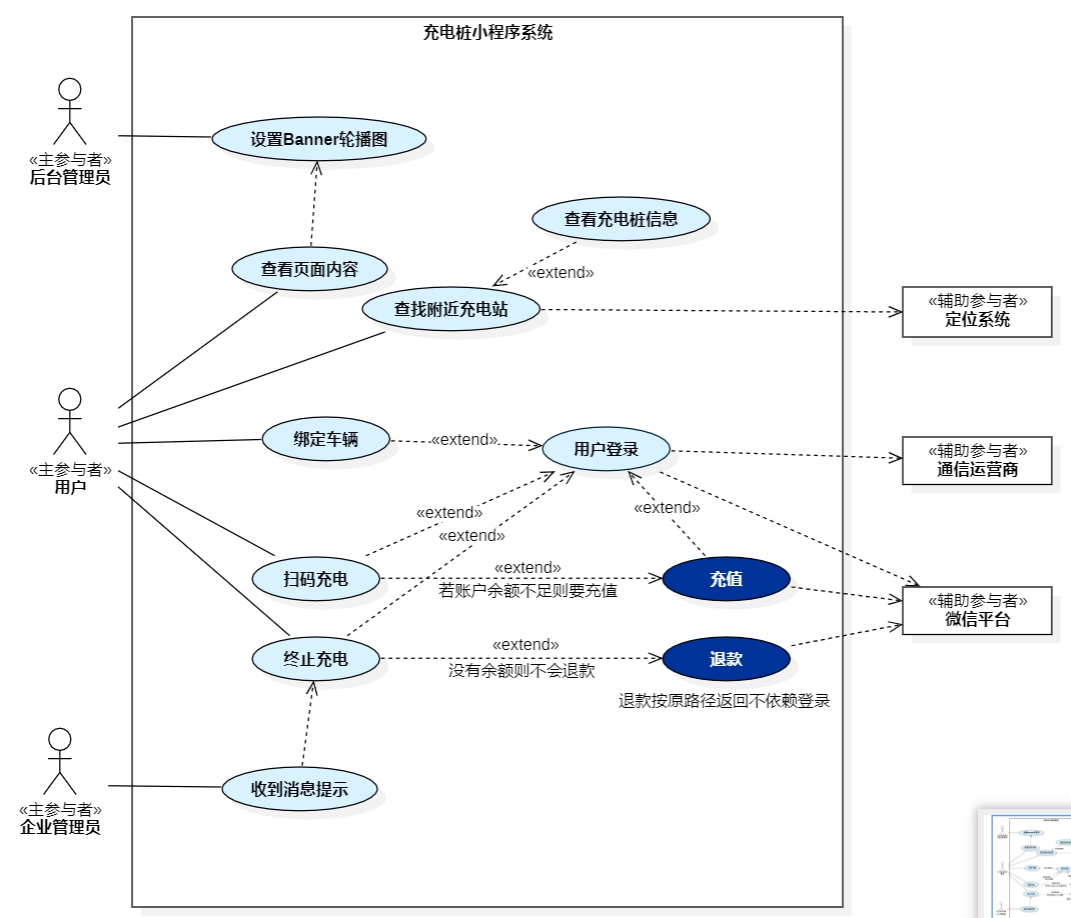 充电桩小程序系统
«主参与者»
后台管理员
设置Banner轮播图
查看充电桩信息
查看页面内容
«extend»
查找附近充电站
«辅助参与者»
定位系统
«主参与者»
用户
绑定车辆
«extend»
用户登录
«辅助参与者»
通信运营商
«extend»
«extend»
«extend»
扫码充电
«extend»
若账户余额不足则要充值
充值
«辅助参与者»
微信平台
终止充电
«extend»
没有余额则不会退款
退款
退款按原路径返回不依赖登录
收到消息提示
«主参与者»
企业管理员